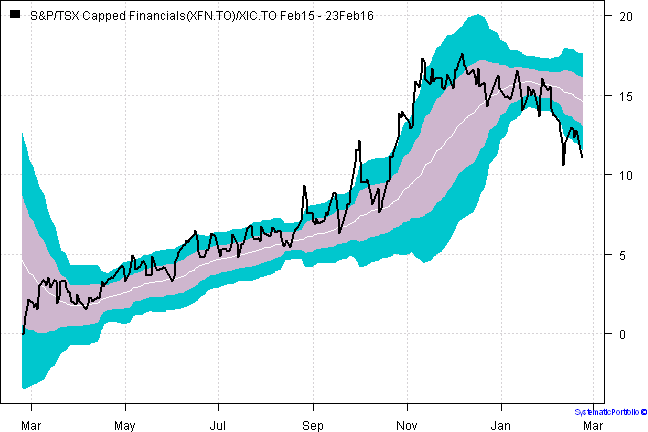 S&P/TSX Capped Financials(XFN.TO)/XIC.TO Feb15 - 23Feb16
20
15
10
5
0
Mar May Jul Sep Nov Jan Mar
SystematicPortfolio ©